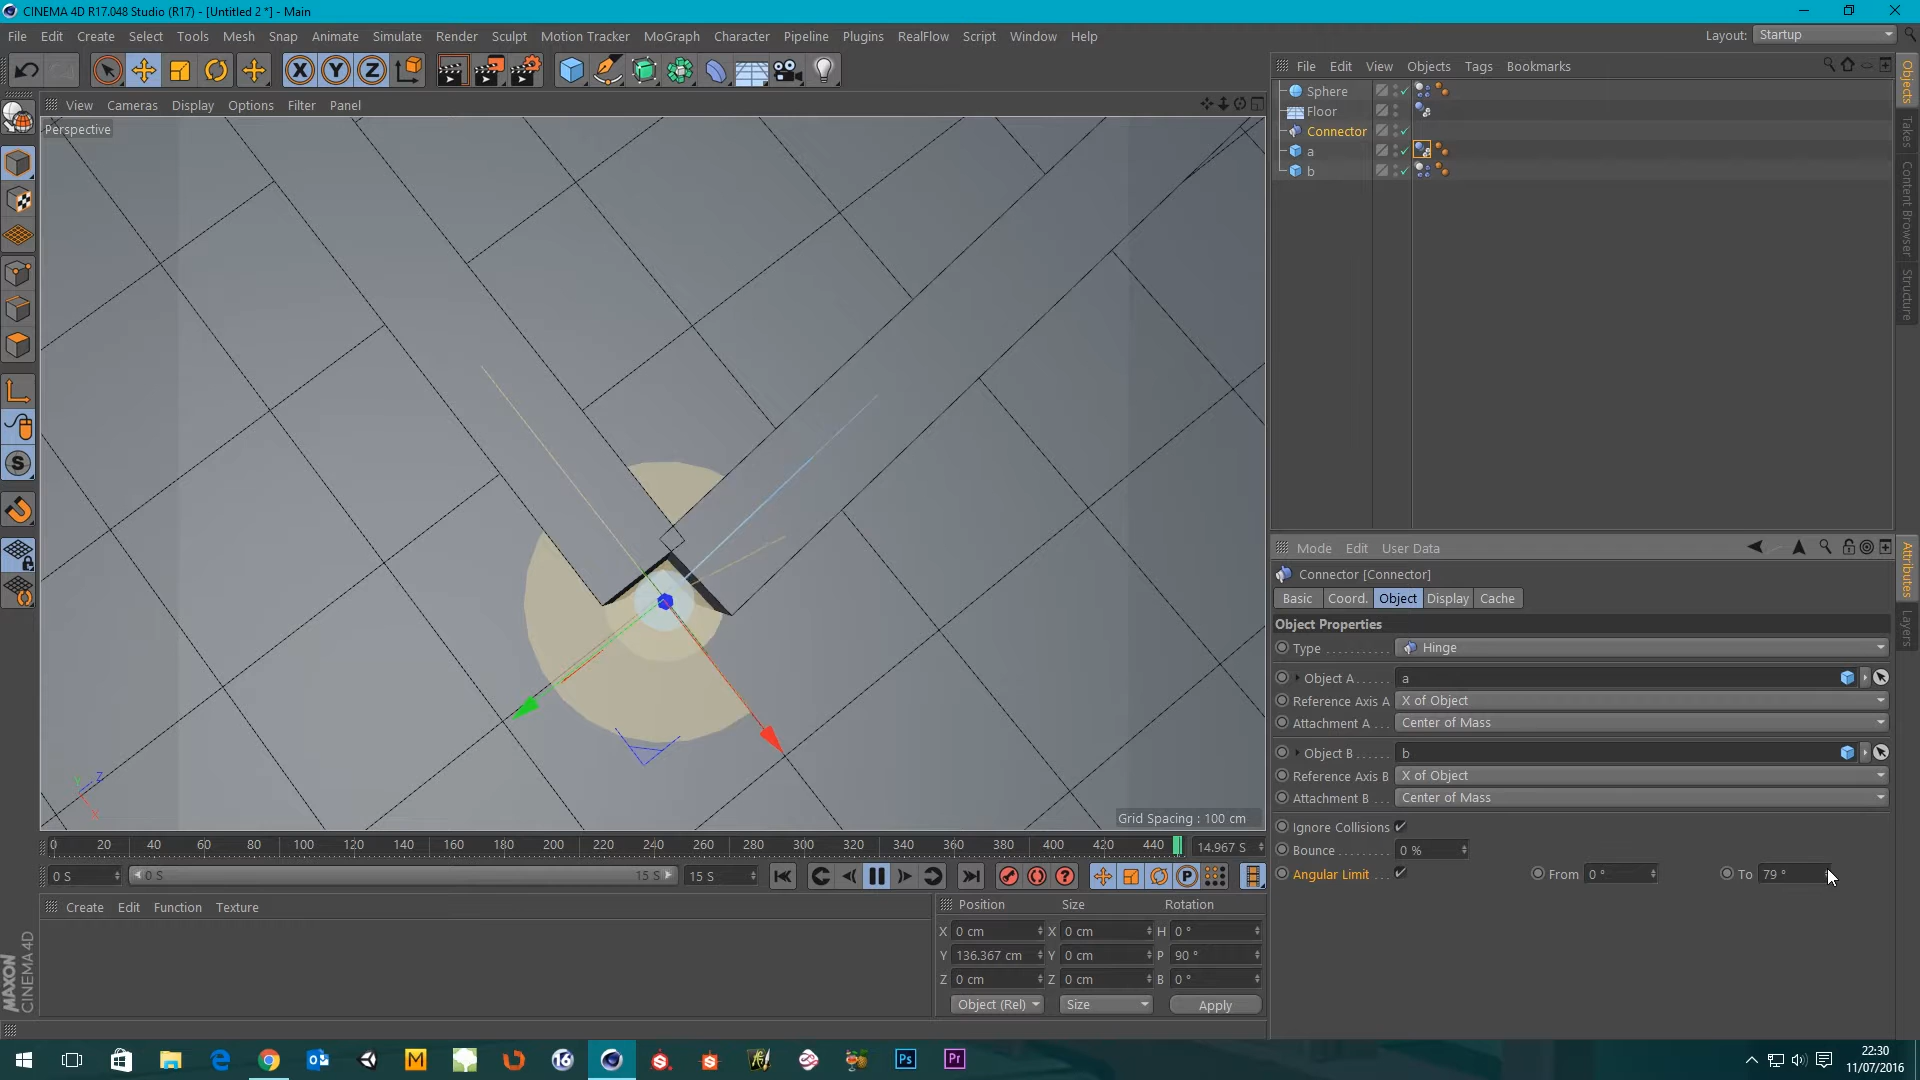 CINEMA 4D R17.048 Studio (R17) - [Untitled 2 *] - Main
File Edit Create Select Tools Mesh Snap Animate Simulate Render Sculpt Motion Tracker MoGraph Character Pipeline Plugins RealFlow Script Window Help
Layout: Startup
X Y Z
View Cameras Display Options Filter Panel
Perspective
File Edit View Objects Tags Bookmarks
Sphere
Floor
Connector
a
b
Objects
Takes
Content Browser
Structure
Y Z
X
Grid Spacing : 100 cm
0 20 40 60 80 100 120 140 160 180 200 220 240 260 280 300 320 340 360 380 400 420 440
14.967 S
0 S
0 S
15 S
15 S
Create Edit Function Texture
Position Size Rotation
X 0 cm X 0 cm H 0 °
Y 136.367 cm Y 0 cm P 90 °
Z 0 cm Z 0 cm B 0 °
Object (Rel) Size Apply
MAXON
CINEMA 4D
Mode Edit User Data
Connector [Connector]
Basic Coord. Object Display Cache
Object Properties
Type Hinge
Object A a
Reference Axis A X of Object
Attachment A Center of Mass
Object B b
Reference Axis B X of Object
Attachment B Center of Mass
Ignore Collisions
Bounce 0 %
Angular Limit From 0 ° To 79 °
Attributes
Layers
22:30
11/07/2016